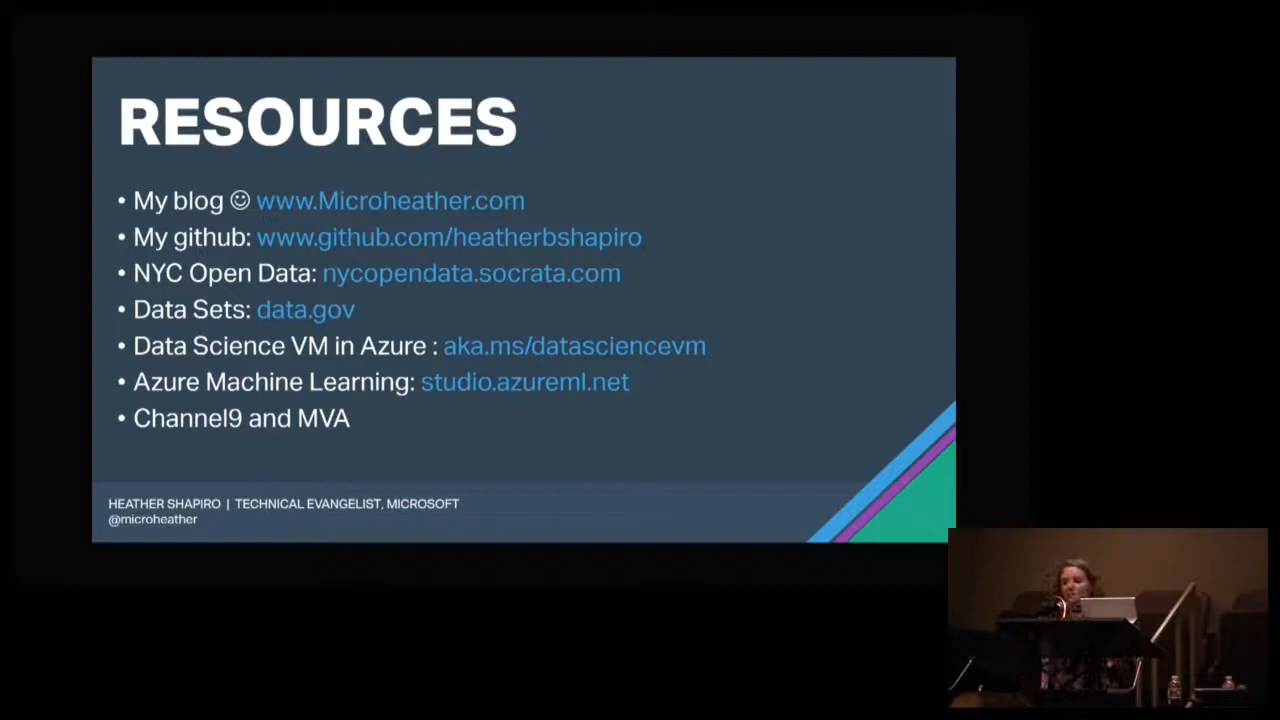 RESOURCES
• My blog ☺ www.Microheather.com
• My github: www.github.com/heatherbshapiro
• NYC Open Data: nycopendata.socrata.com
• Data Sets: data.gov
• Data Science VM in Azure : aka.ms/datasciencevm
• Azure Machine Learning: studio.azureml.net
• Channel9 and MVA
HEATHER SHAPIRO | TECHNICAL EVANGELIST, MICROSOFT
@microheather